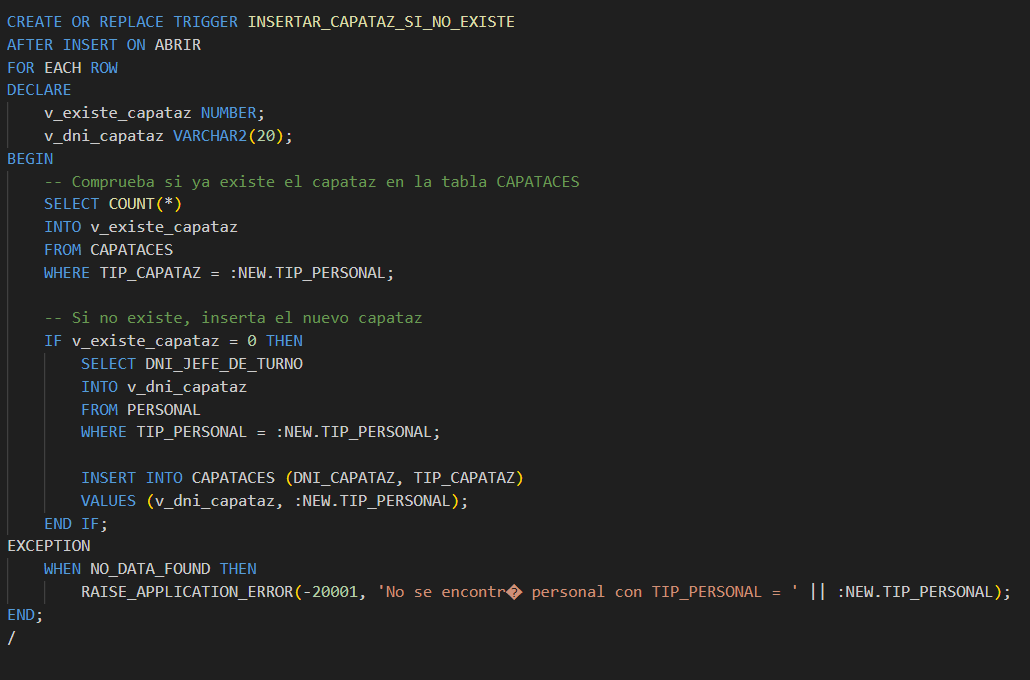 CREATE OR REPLACE TRIGGER INSERTAR_CAPATAZ_SI_NO_EXISTE
AFTER INSERT ON ABRIR
FOR EACH ROW
DECLARE
    v_existe_capataz NUMBER;
    v_dni_capataz VARCHAR2(20);
BEGIN
    -- Comprueba si ya existe el capataz en la tabla CAPATACES
    SELECT COUNT(*)
    INTO v_existe_capataz
    FROM CAPATACES
    WHERE TIP_CAPATAZ = :NEW.TIP_PERSONAL;

    -- Si no existe, inserta el nuevo capataz
    IF v_existe_capataz = 0 THEN
        SELECT DNI_JEFE_DE_TURNO
        INTO v_dni_capataz
        FROM PERSONAL
        WHERE TIP_PERSONAL = :NEW.TIP_PERSONAL;

        INSERT INTO CAPATACES (DNI_CAPATAZ, TIP_CAPATAZ)
        VALUES (v_dni_capataz, :NEW.TIP_PERSONAL);
    END IF;
EXCEPTION
    WHEN NO_DATA_FOUND THEN
        RAISE_APPLICATION_ERROR(-20001, 'No se encontr� personal con TIP_PERSONAL = ' || :NEW.TIP_PERSONAL);
END;
/